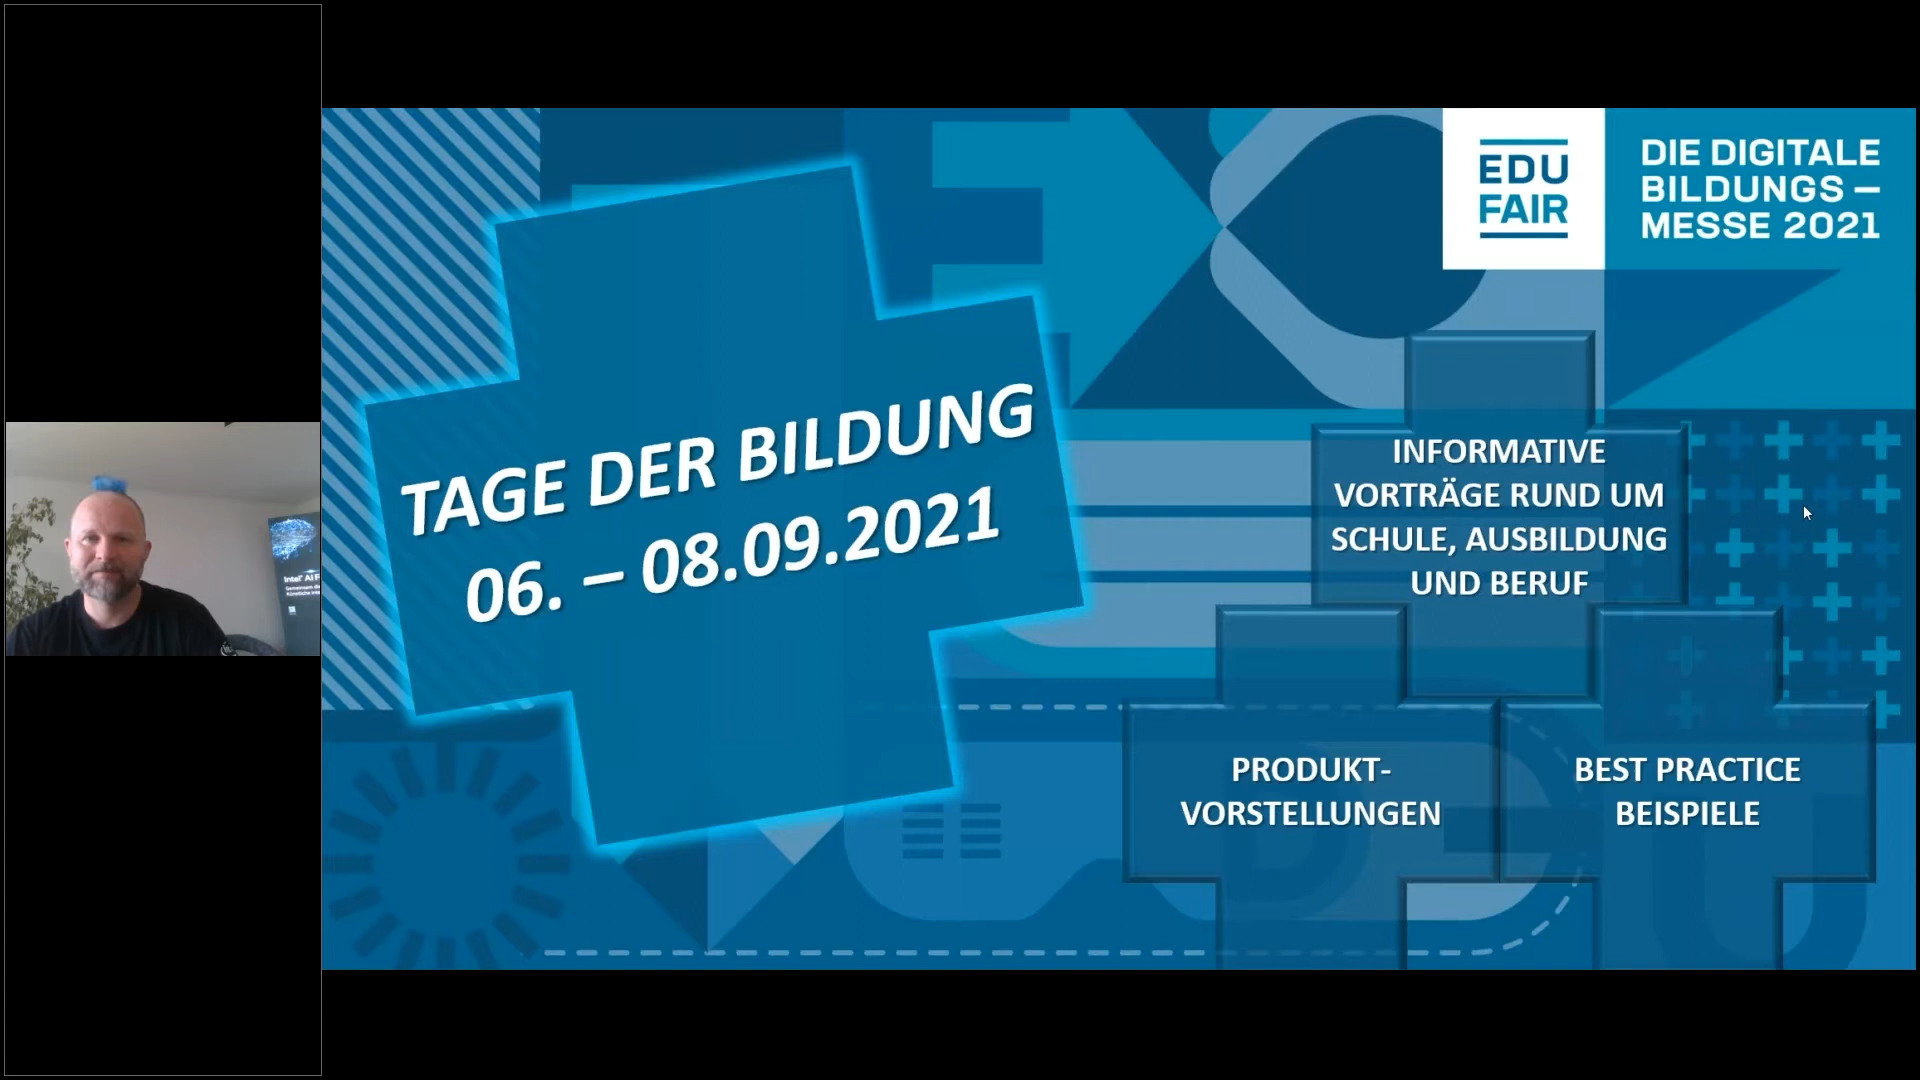 EDU
FAIR
DIE DIGITALE
BILDUNGS —
MESSE 2021
TAGE DER BILDUNG
06. – 08.09.2021
INFORMATIVE
VORTRÄGE RUND UM
SCHULE, AUSBILDUNG
UND BERUF
PRODUKT-
VORSTELLUNGEN
BEST PRACTICE
BEISPIELE